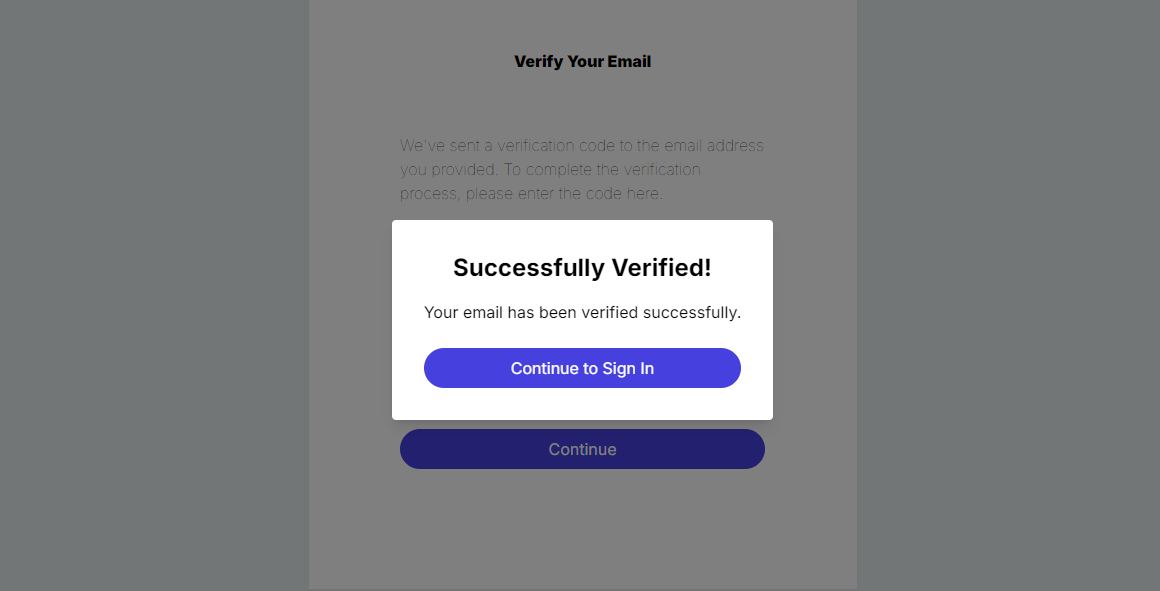 Verify Your Email
We've sent a verification code to the email address
you provided. To complete the verification
process, please enter the code here.
Successfully Verified!
Your email has been verified successfully.
Continue to Sign In
Continue